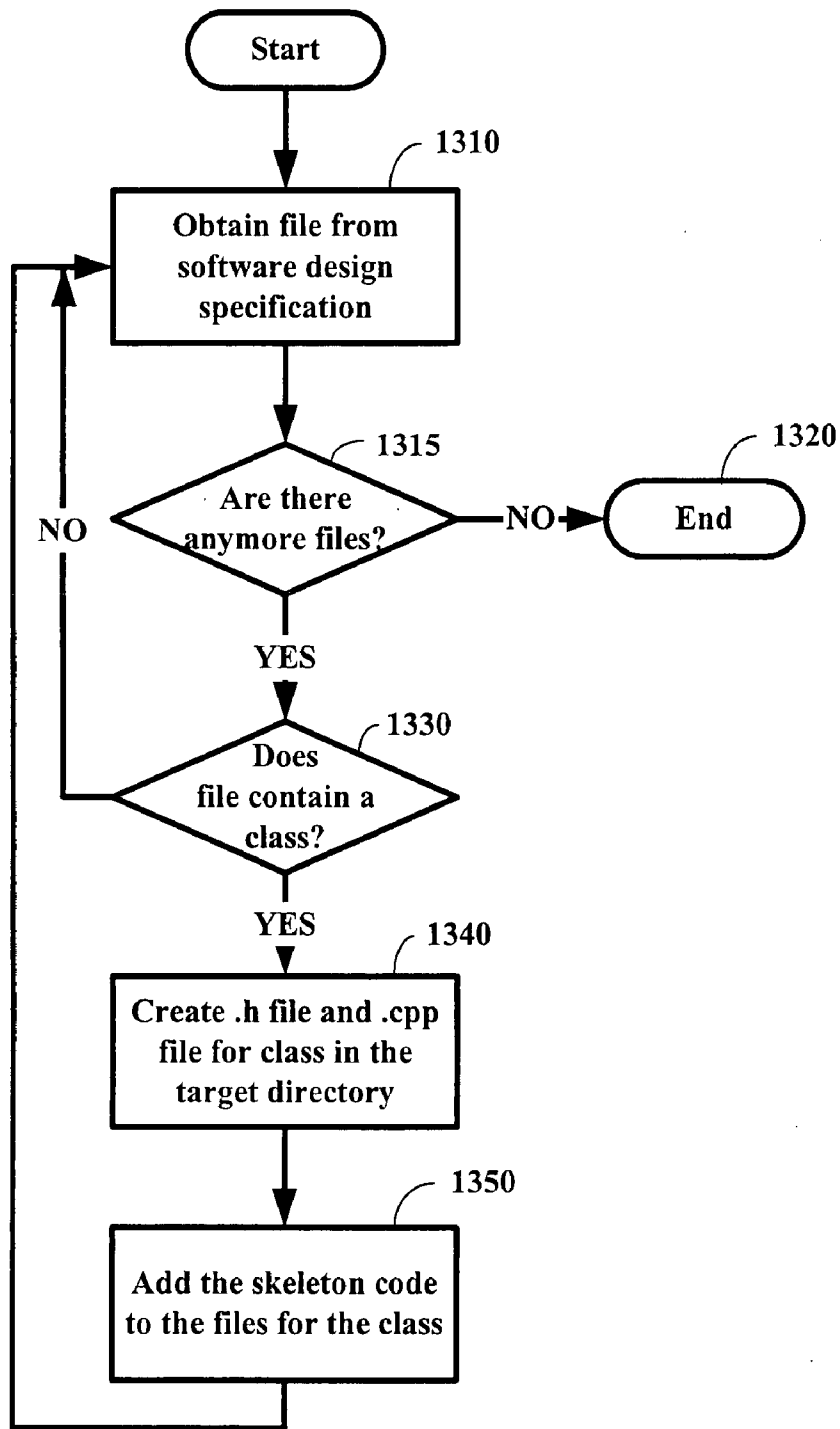 Start
1310
Obtain file from
software design
specification
1315
1320
Are there
anymore files?
NO
End
NO
YES
1330
Does
file contain a
class?
YES
1340
Create .h file and .cpp
file for class in the
target directory
1350
Add the skeleton code
to the files for the class